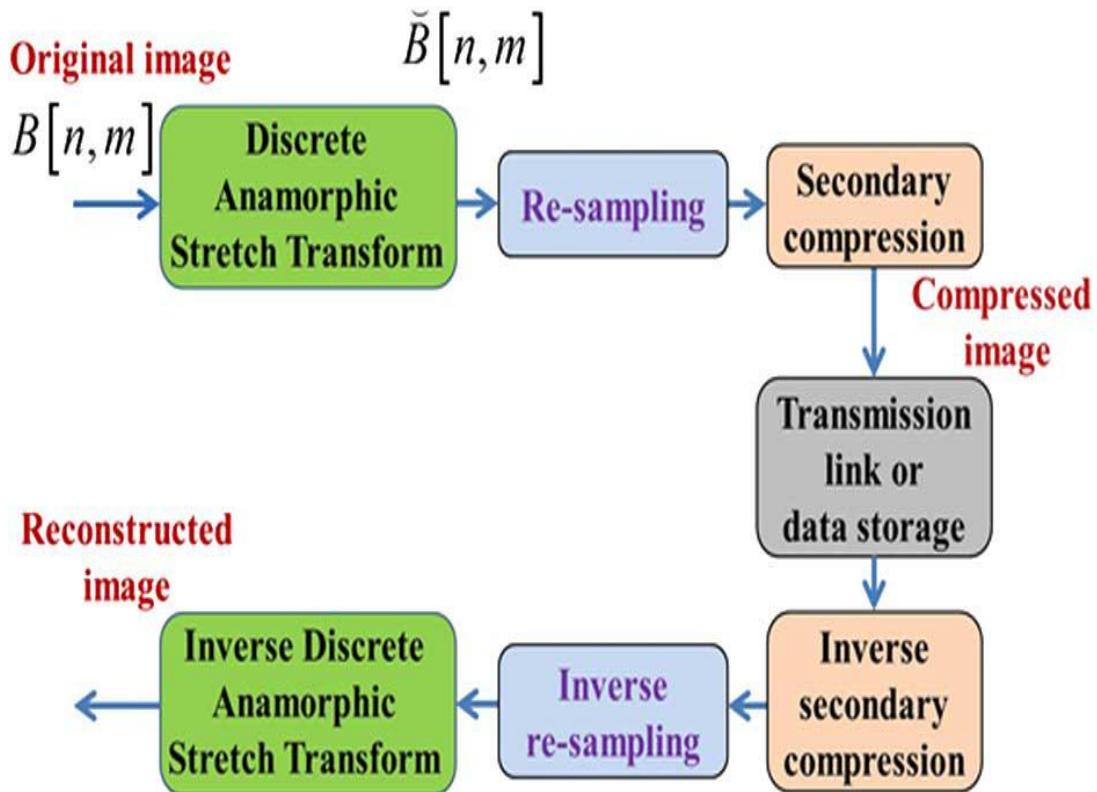 Original image
B̆[n,m]
B[n,m]
Discrete
Anamorphic
Stretch Transform
Re-sampling
Secondary
compression
Compressed
image
Transmission
link or
data storage
Inverse
secondary
compression
Inverse
re-sampling
Inverse Discrete
Anamorphic
Stretch Transform
Reconstructed
image